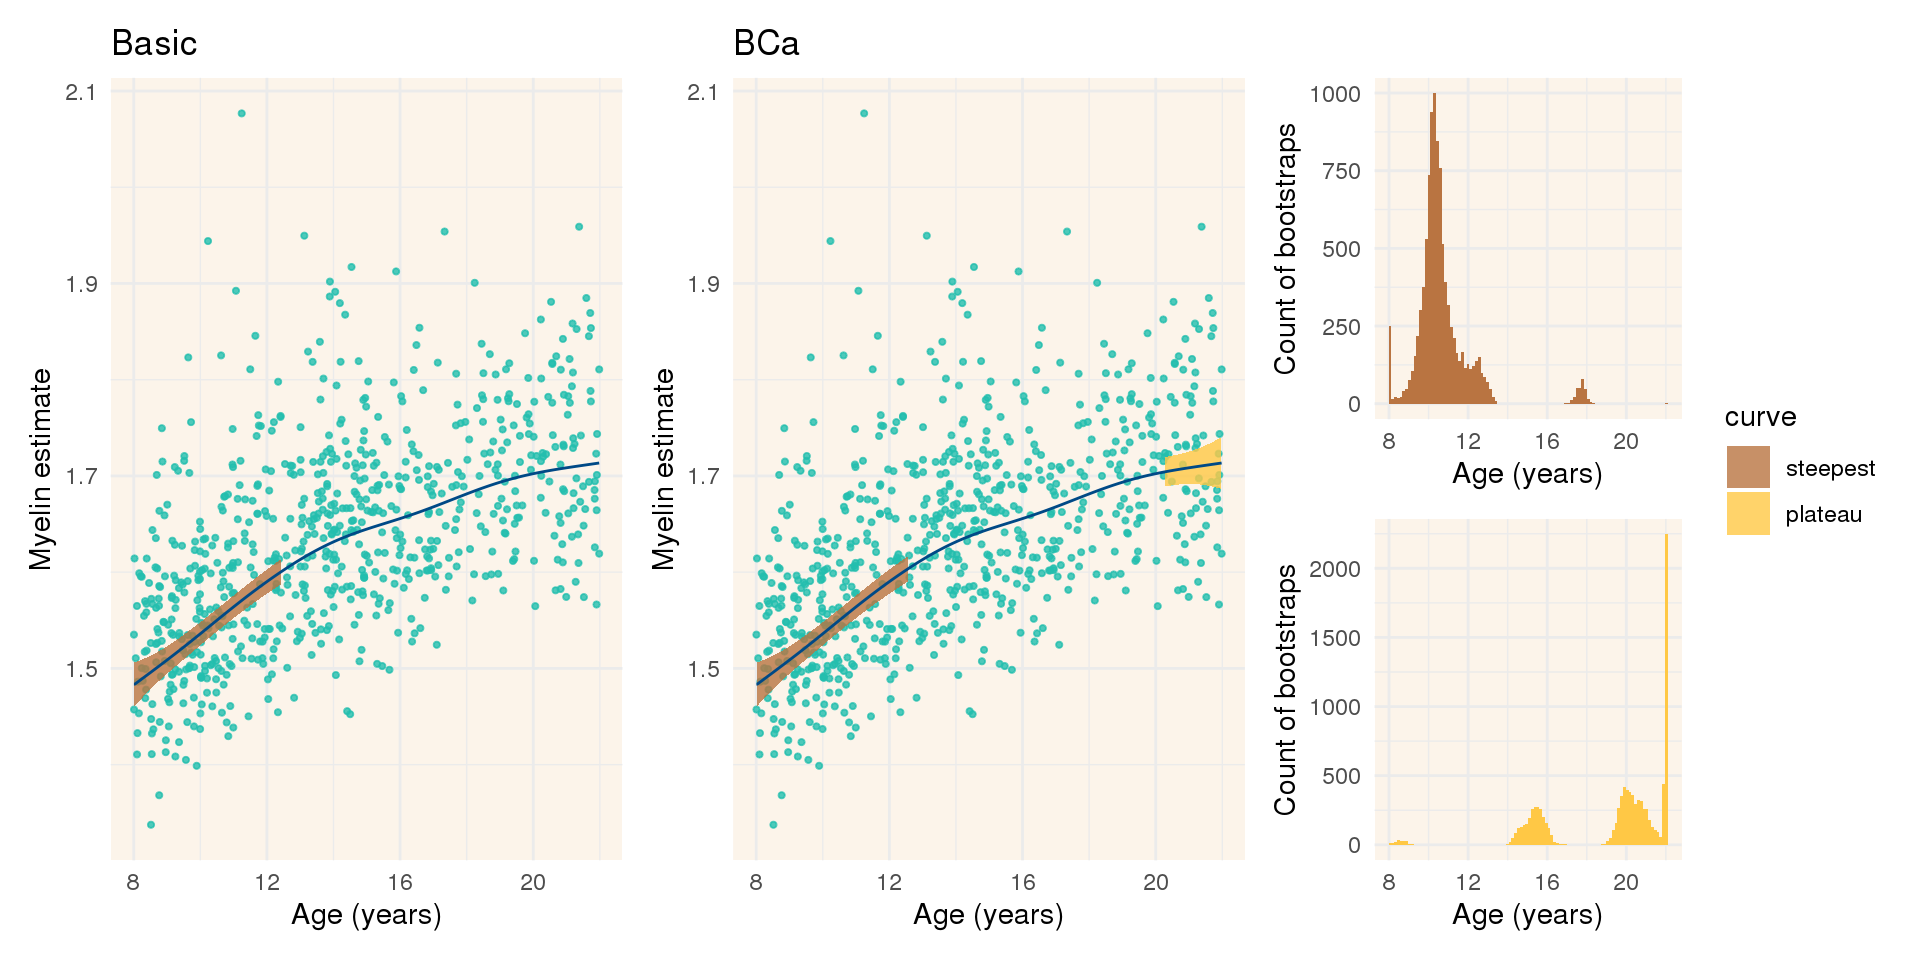 Basic
2.1
1.9
1.7
1.5
Myelin estimate
8 12 16 20
Age (years)
BCa
2.1
1.9
1.7
1.5
Myelin estimate
8 12 16 20
Age (years)
1000
750
500
250
0
Count of bootstraps
8 12 16 20
Age (years)
2000
1500
1000
500
0
Count of bootstraps
8 12 16 20
Age (years)
curve
steepest
plateau